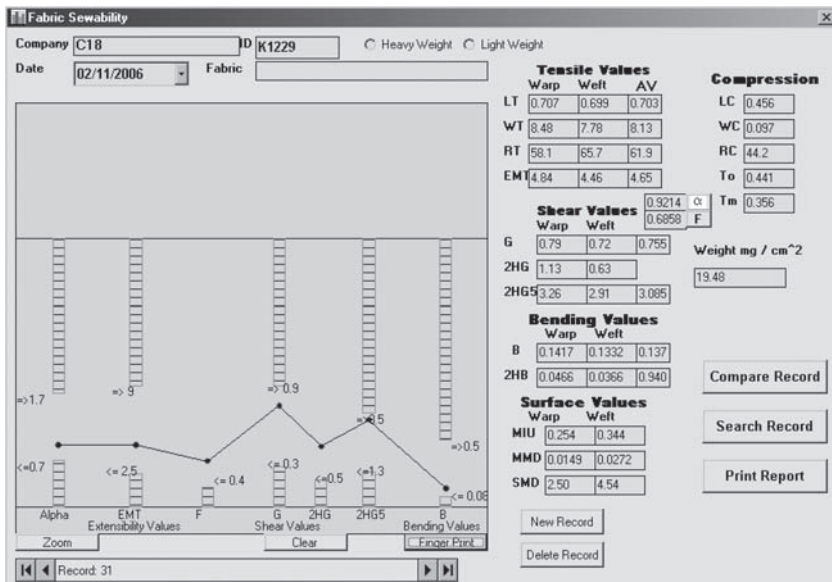 Fabric Sewability
Company C18 ID K1229 Heavy Weight Light Weight
Date 02/11/2006 Fabric
Tensile Values
Warp Weft AV
LT 0.707 0.699 0.703
WT 8.48 7.78 8.13
RT 58.1 65.7 61.9
EMT 4.84 4.46 4.65
Compression
LC 0.456
WC 0.097
RC 44.2
To 0.441
Tm 0.356
0.9214 α
0.6858 F
Shear Values
Warp Weft
G 0.79 0.72 0.755
2HG 1.13 0.63
2HG5 3.26 2.91 3.085
Weight mg / cm^2
19.48
Bending Values
Warp Weft
B 0.1417 0.1332 0.137
2HB 0.0466 0.0366 0.940
Surface Values
Warp Weft
MIU 0.254 0.344
MMD 0.0149 0.0272
SMD 2.50 4.54
Compare Record
Search Record
Print Report
New Record
Delete Record
=>1.7 => 9 => 0.9 =>0.5
<=0.7 <= 2.5 <= 0.4 <=0.3 <=0.5 <=1.3 <= 0.08
Alpha EMT F G 2HG 2HG5 B
Extensibility Values Shear Values Bending Values
Zoom Clear Finger Print
Record: 31